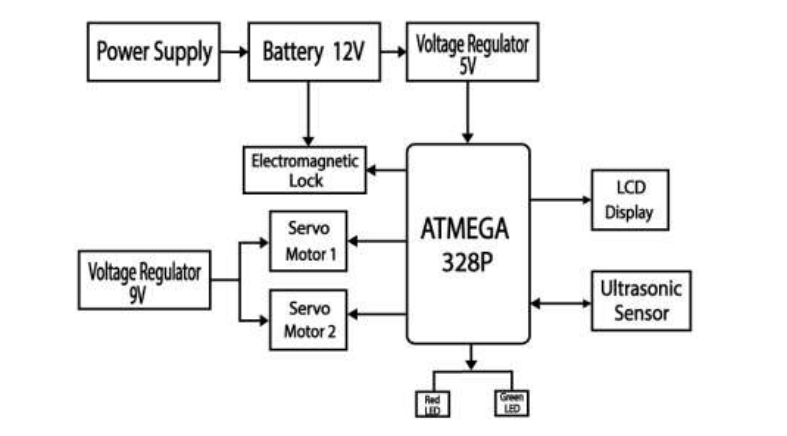 Power Supply
Battery 12V
Voltage Regulator
5V
Electromagnetic
Lock
ATMEGA
328P
LCD
Display
Servo
Motor 1
Voltage Regulator
9V
Servo
Motor 2
Ultrasonic
Sensor
Red
LED
Green
LED